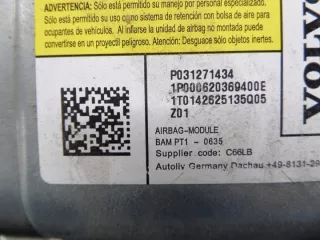 Sólo está permitido su manejo por personal especializado.
Sólo está permitido su
uso como sistema de retención con bolsa de aire para
ocupantes de vehículos. Al inflarse la unidad de airbag no montada
en un proyectil peligroso! Atención: Desguace sólo objetos inertes.
VOLVO
P031271434
1P000620369400E
1T0142625135Q05
Z01
AIRBAG-MODULE
BAM PT1 - 0635
Supplier code: C66LB
Autoliv Germany Dachau +49-8131-29